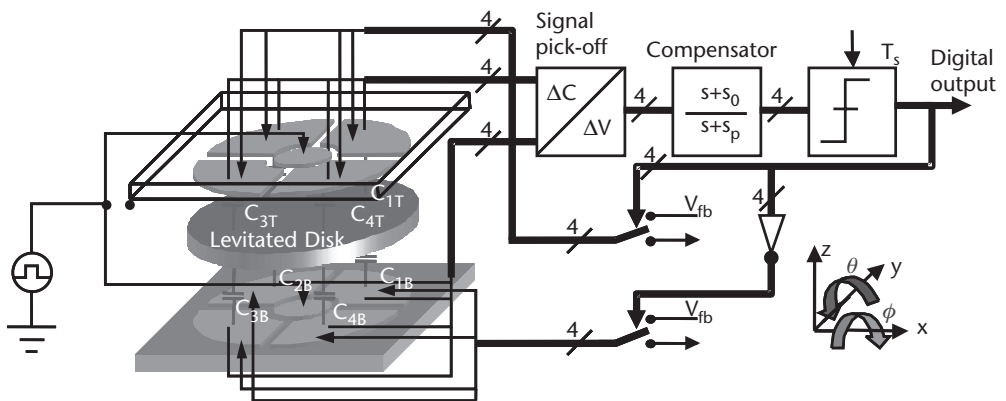 4
Signal
pick-off
Compensator
T_s
Digital
output
4
ΔC
ΔV
4
s+s_0
s+s_p
4
4
4
4
C_1T
C_3T
C_4T
Levitated Disk
V_fb
4
C_2B
C_1B
C_3B
C_4B
V_fb
4
z
θ
y
ϕ
x